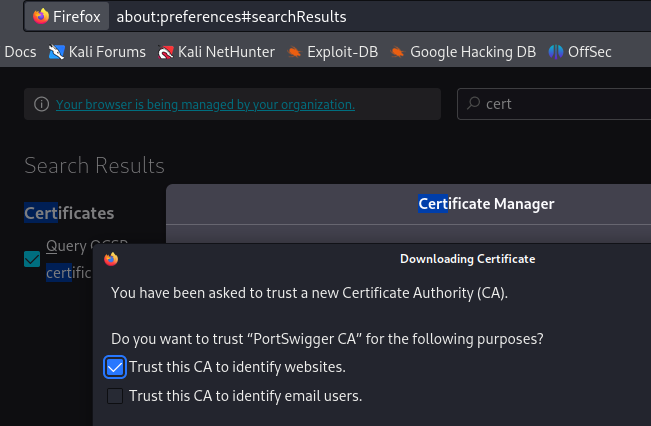 Firefox about:preferences#searchResults
Docs Kali Forums Kali NetHunter Exploit-DB Google Hacking DB OffSec
Your browser is being managed by your organization. cert
Search Results
Certificates Certificate Manager
Query OCSP
certific
Downloading Certificate
You have been asked to trust a new Certificate Authority (CA).
Do you want to trust “PortSwigger CA” for the following purposes?
Trust this CA to identify websites.
Trust this CA to identify email users.